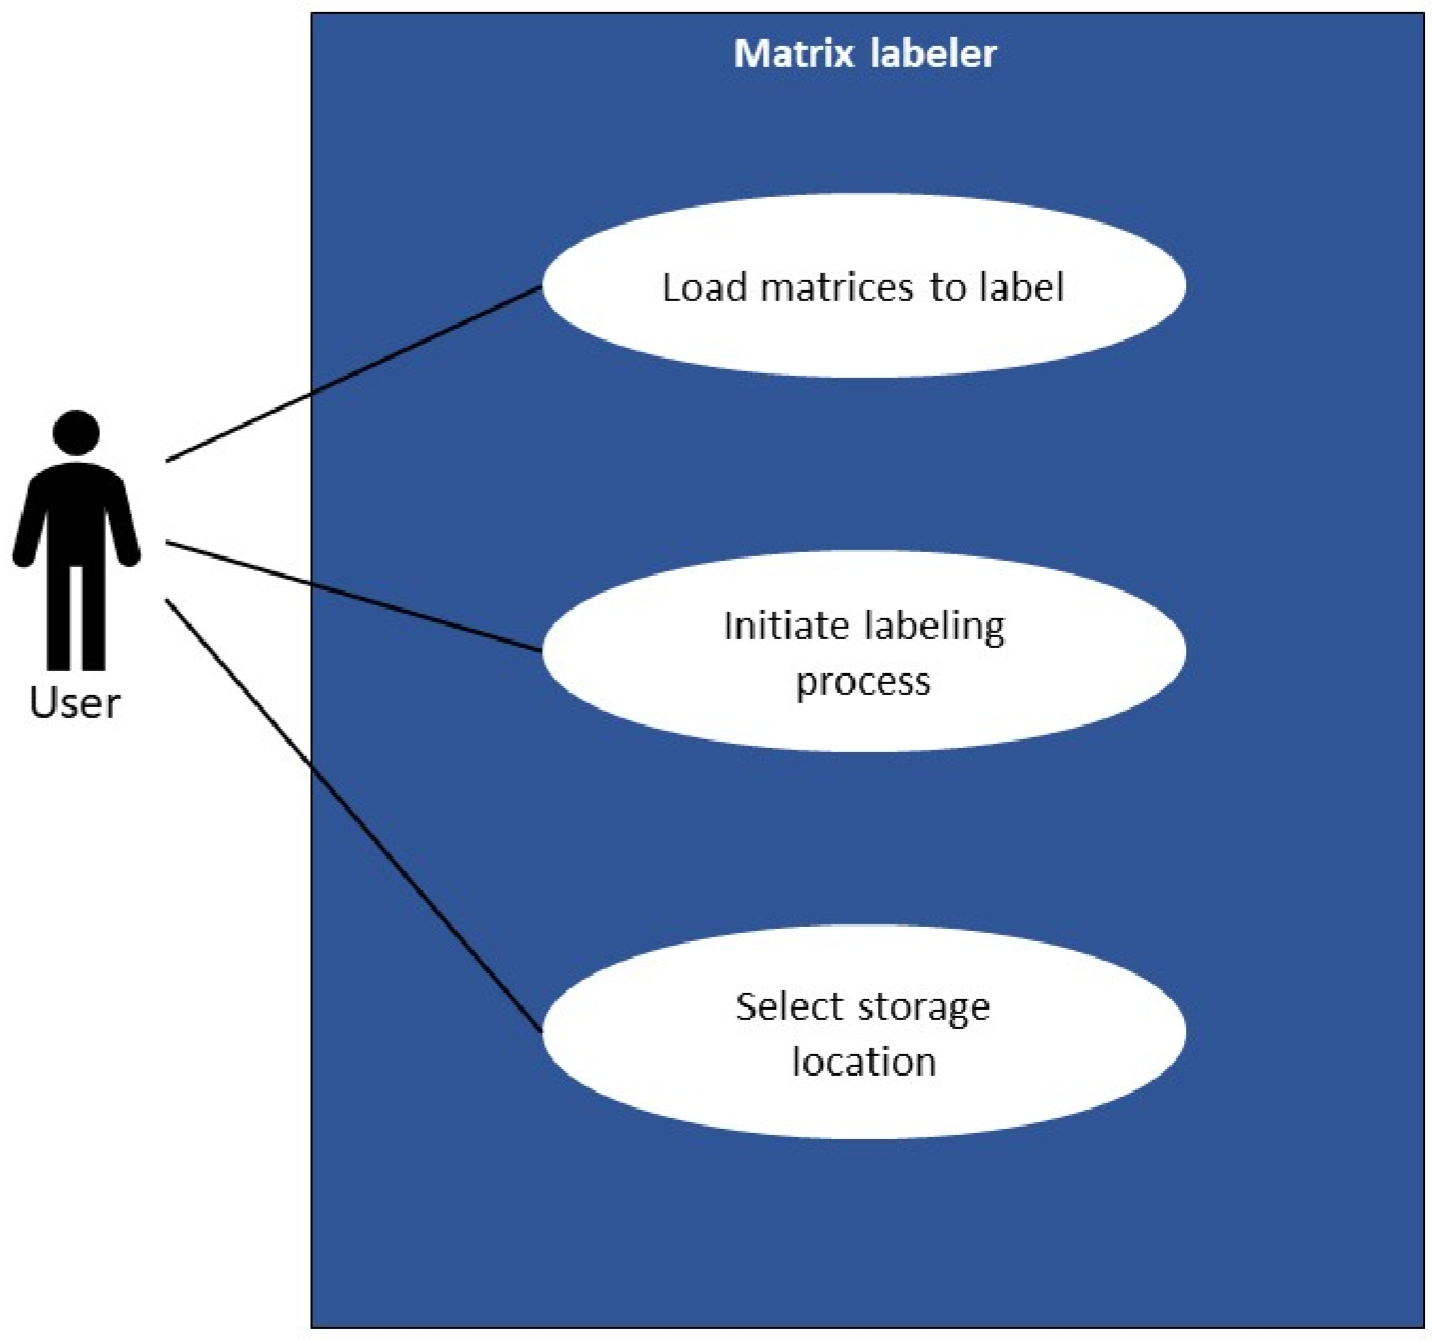 Matrix labeler
Load matrices to label
Initiate labeling
process
User
Select storage
location